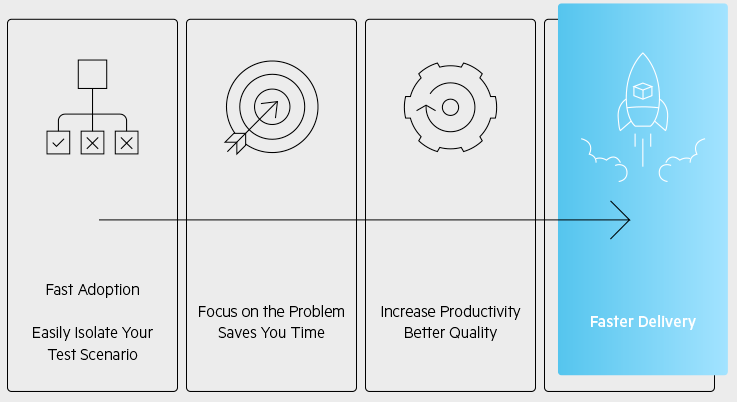 Fast Adoption
Easily Isolate Your
Test Scenario
Focus on the Problem
Saves You Time
Increase Productivity
Better Quality
Faster Delivery